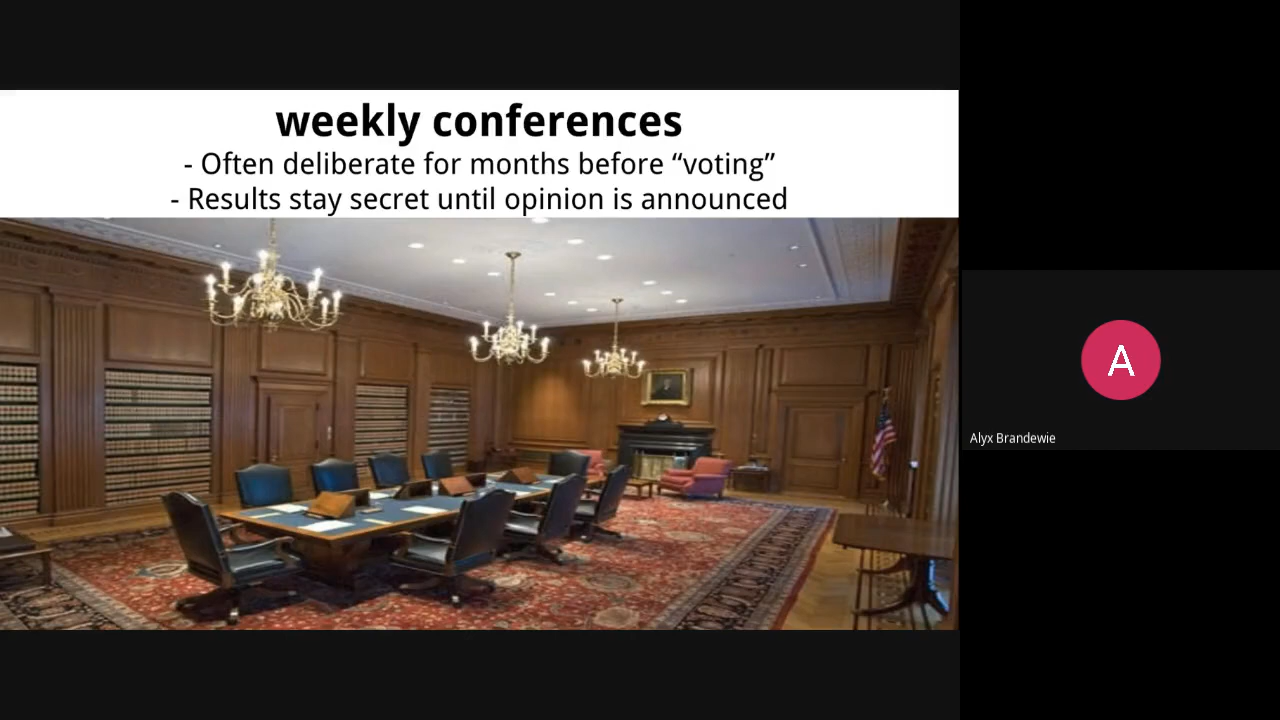 weekly conferences
- Often deliberate for months before “voting”
- Results stay secret until opinion is announced
A
Alyx Brandewie